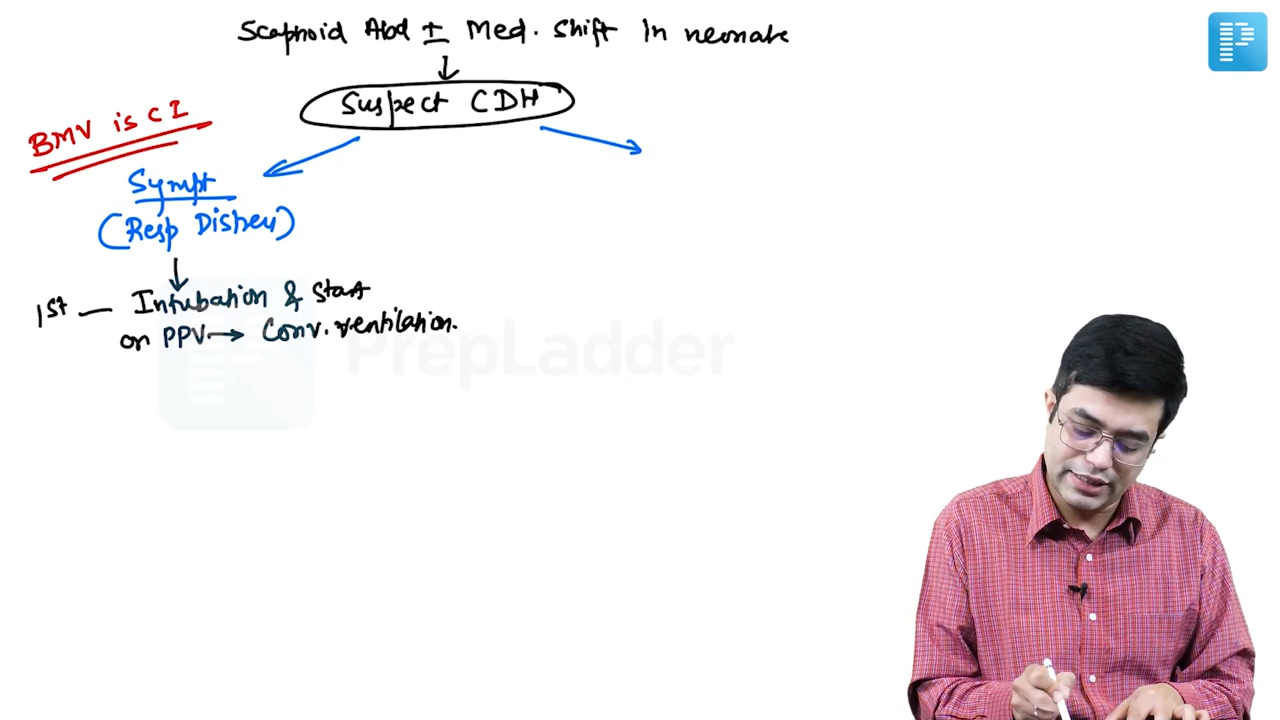 Scaphoid Abd ± Med. Shift In neonate
Suspect CDH
BMV is CI
Sympt
(Resp Distress)
1st — Intubation & start
on PPV → Conv. ventilation.
PrepLadder